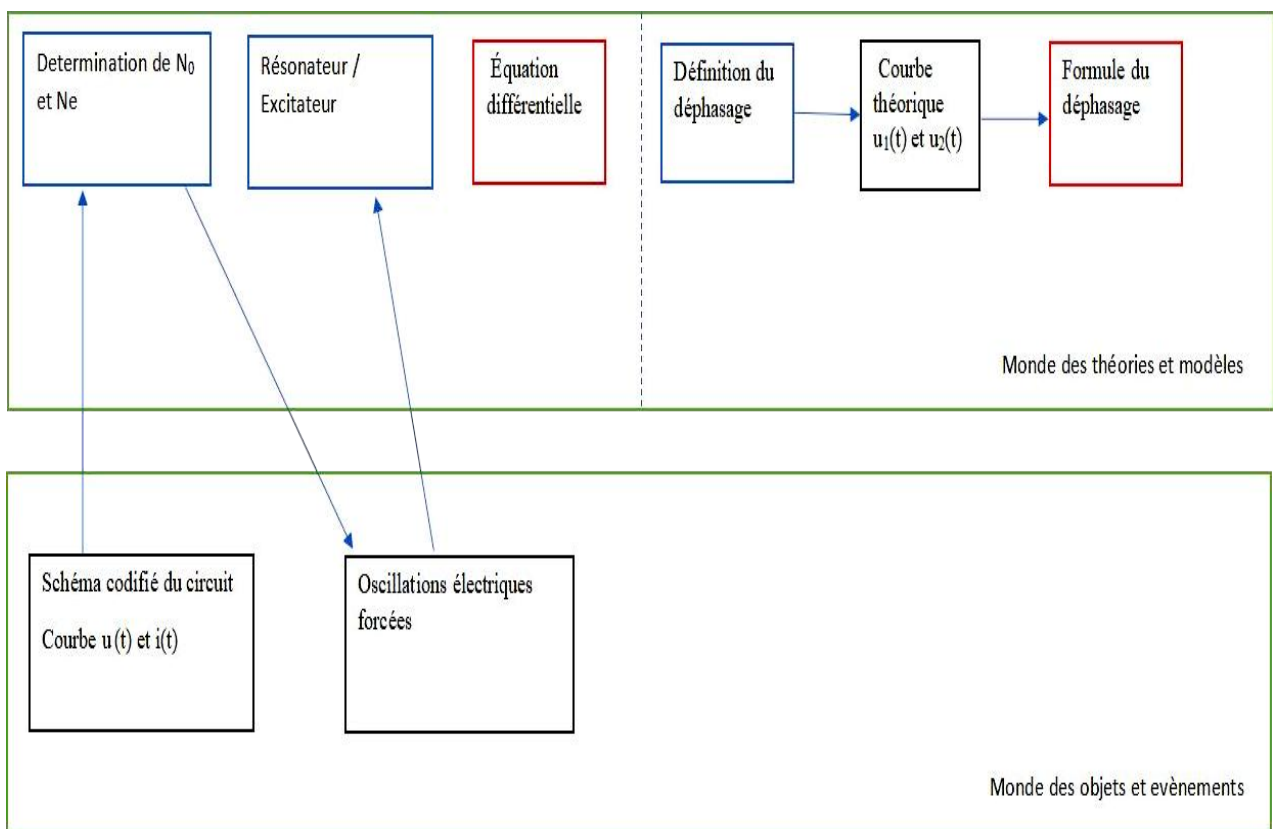 Determination de N₀
et Ne
Résonateur /
Excitateur
Équation
différentielle
Définition du
déphasage
Courbe
théorique
u₁(t) et u₂(t)
Formule du
déphasage
Monde des théories et modèles
Schéma codifié du circuit
Courbe u (t) et i(t)
Oscillations électriques
forcées
Monde des objets et evènements